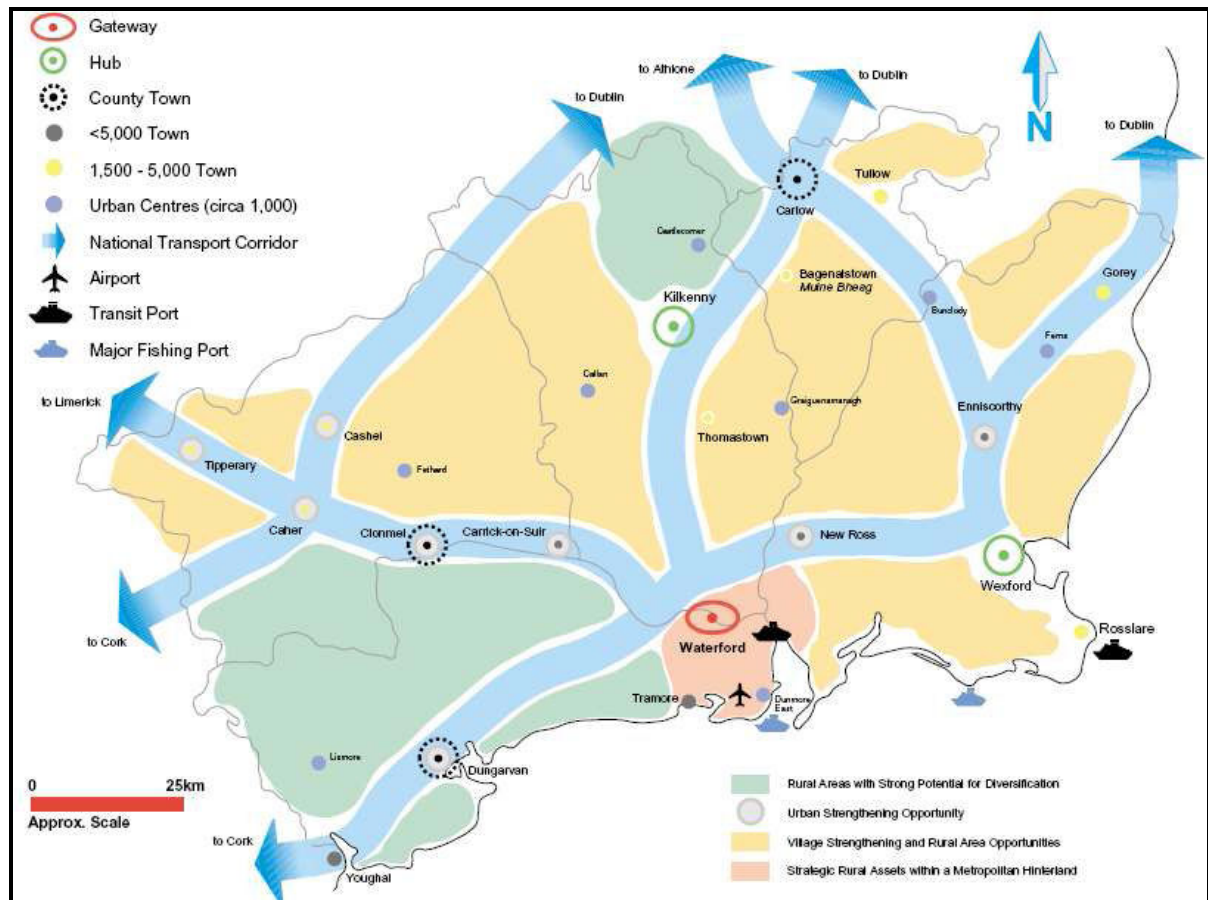 Gateway
Hub
County Town
<5,000 Town
1,500 - 5,000 Town
Urban Centres (circa 1,000)
National Transport Corridor
Airport
Transit Port
Major Fishing Port
to Athlone
to Dublin
to Dublin
N
to Dublin
Tullow
Carlow
Castlecomer
Bagenalstown
Muine Bheag
Gorey
Kilkenny
Bunclody
Ferns
to Limerick
Callan
Graiguenamanagh
Enniscorthy
Cashel
Thomastown
Tipperary
Fethard
Caher
Clonmel
Carrick-on-Suir
New Ross
Wexford
to Cork
Waterford
Rosslare
Tramore
Dunmore
East
Lismore
Dungarvan
0
25km
Approx. Scale
to Cork
Youghal
Rural Areas with Strong Potential for Diversification
Urban Strengthening Opportunity
Village Strengthening and Rural Area Opportunities
Strategic Rural Assets within a Metropolitan Hinterland